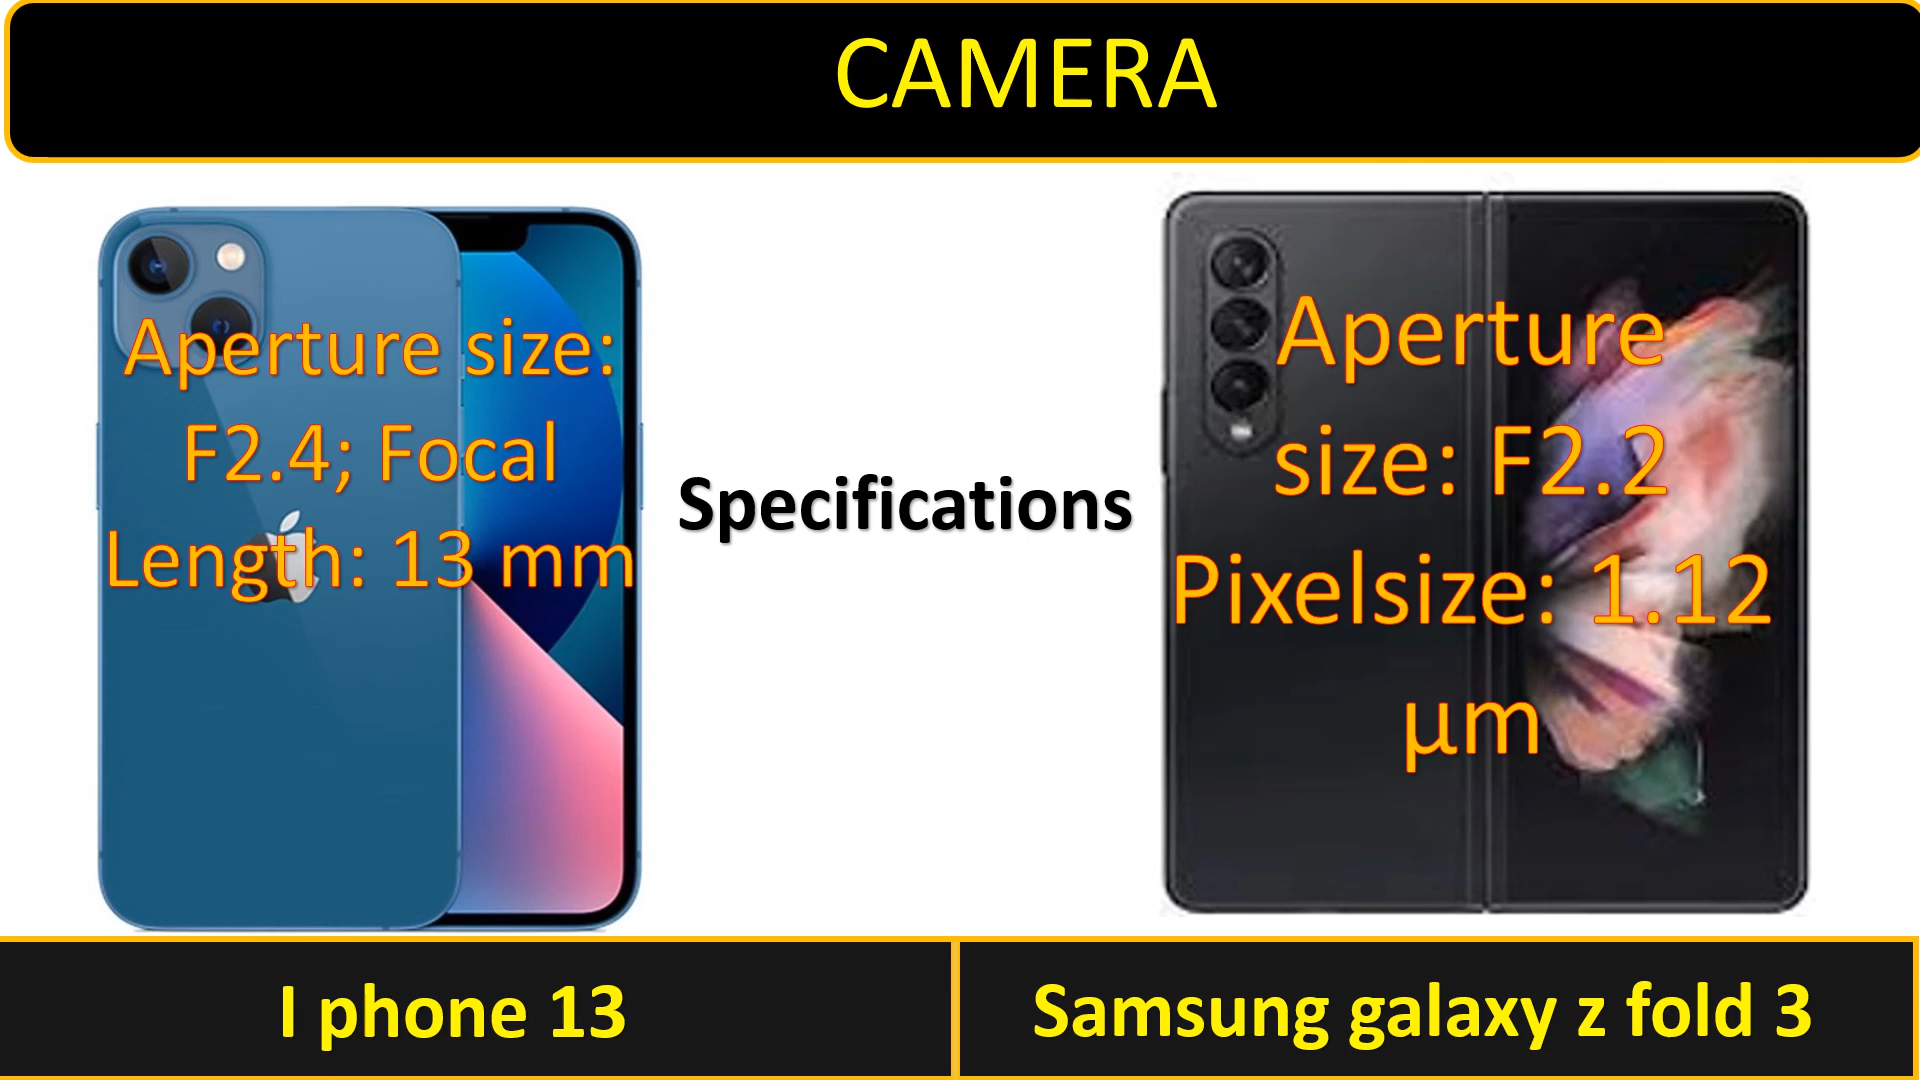 CAMERA
Aperture size:
F2.4; Focal
Length: 13 mm
Specifications
Aperture
size: F2.2
Pixelsize: 1.12
µm
I phone 13
Samsung galaxy z fold 3